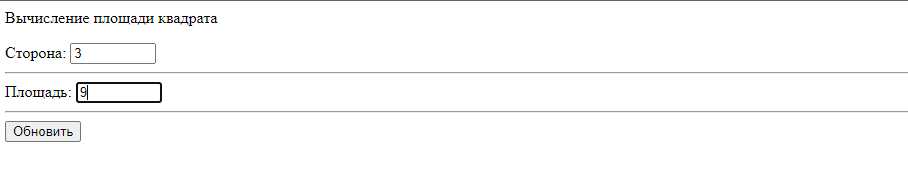 Вычисление площади квадрата
Сторона: 3
Площадь: 9
Обновить